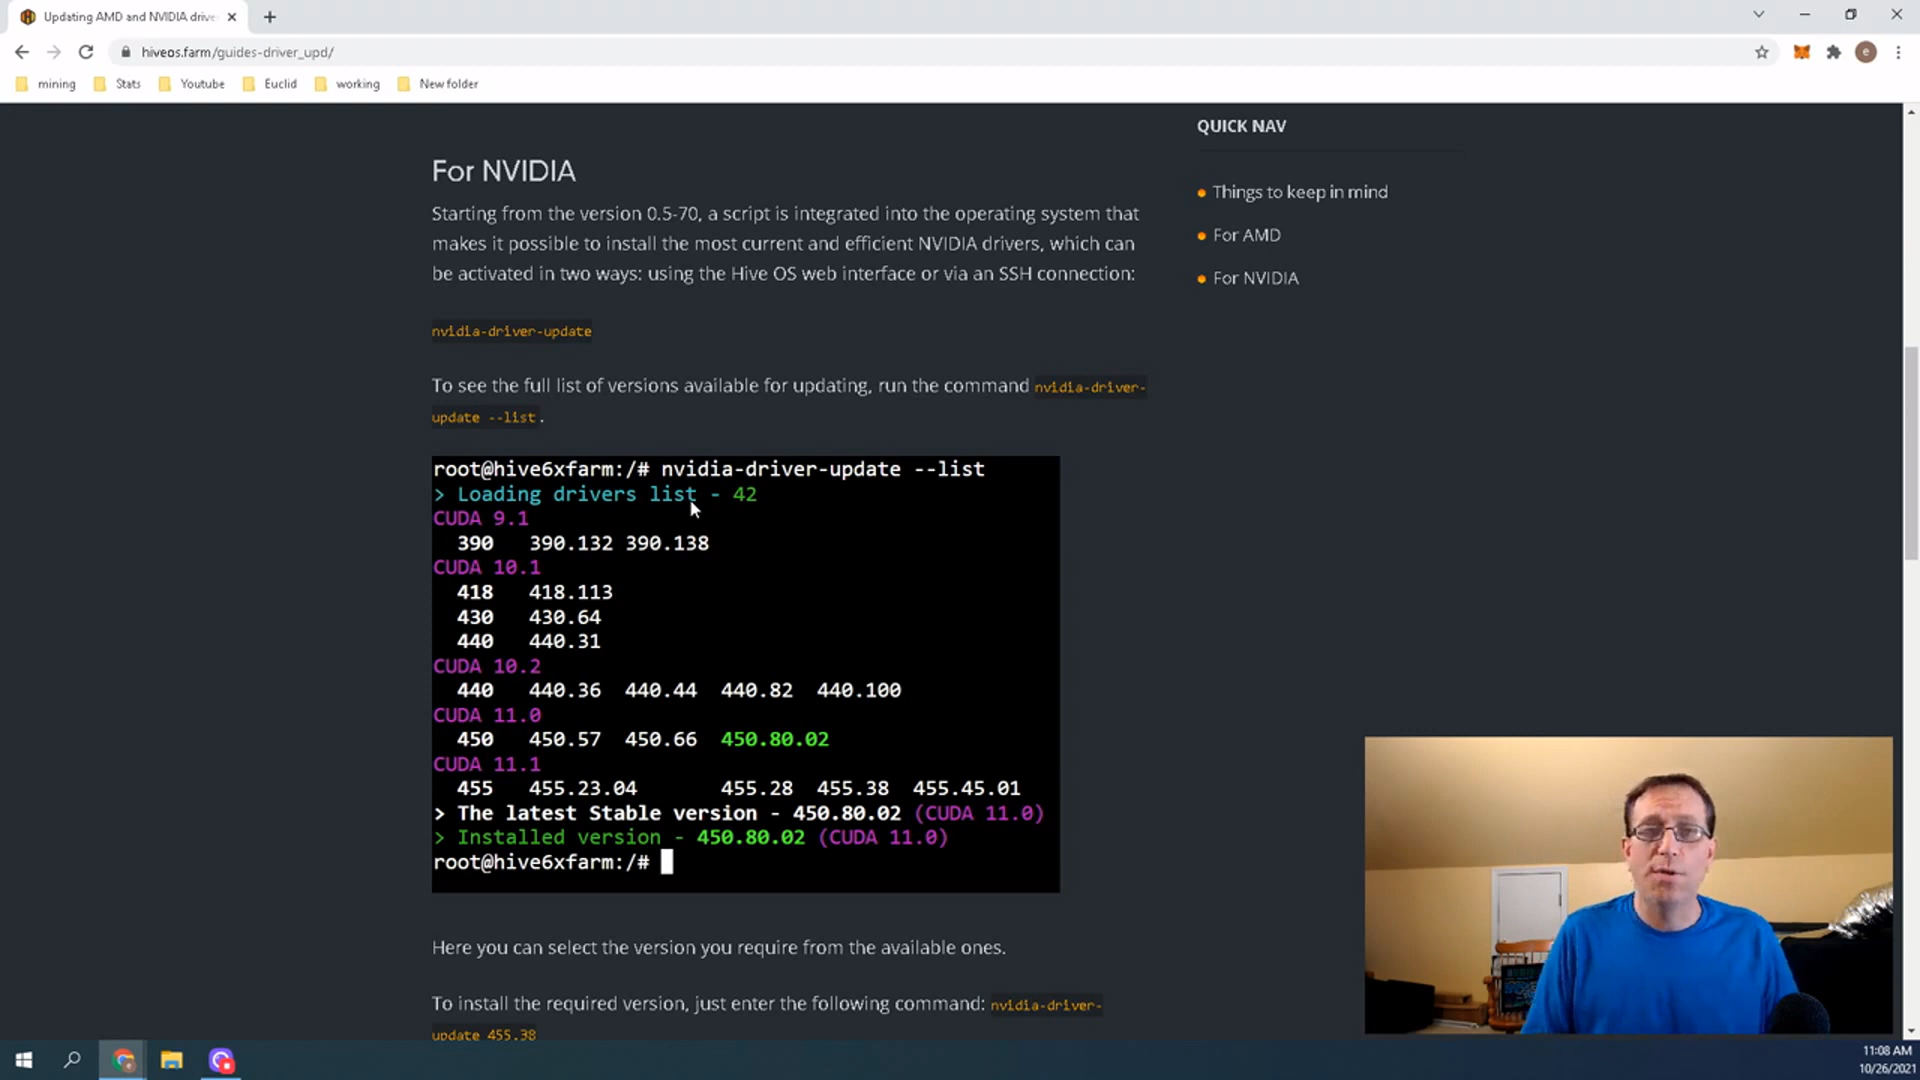 Updating AMD and NVIDIA drive
hiveos.farm/guides-driver_upd/
e
mining
Stats
Youtube
Euclid
working
New folder
QUICK NAV
Things to keep in mind
For AMD
For NVIDIA
For NVIDIA
Starting from the version 0.5-70, a script is integrated into the operating system that
makes it possible to install the most current and efficient NVIDIA drivers, which can
be activated in two ways: using the Hive OS web interface or via an SSH connection:
nvidia-driver-update
To see the full list of versions available for updating, run the command nvidia-driver-
update --list.
root@hive6xfarm:/# nvidia-driver-update --list
> Loading drivers list - 42
CUDA 9.1
390 390.132 390.138
CUDA 10.1
418 418.113
430 430.64
440 440.31
CUDA 10.2
440 440.36 440.44 440.82 440.100
CUDA 11.0
450 450.57 450.66 450.80.02
CUDA 11.1
455 455.23.04 455.28 455.38 455.45.01
> The latest Stable version - 450.80.02 (CUDA 11.0)
> Installed version - 450.80.02 (CUDA 11.0)
root@hive6xfarm:/#
Here you can select the version you require from the available ones.
To install the required version, just enter the following command: nvidia-driver-
update 455.38
11:08 AM
10/26/2021